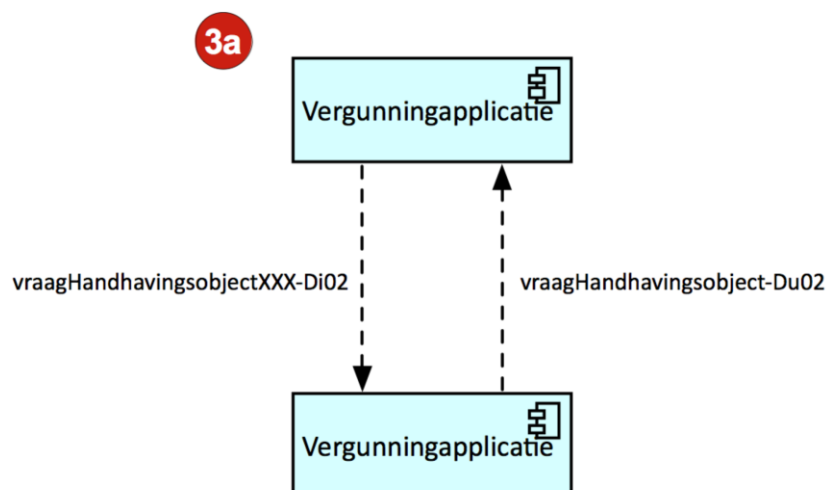 3a
Vergunningapplicatie
vraagHandhavingsobjectXXX-Di02
vraagHandhavingsobject-Du02
Vergunningapplicatie